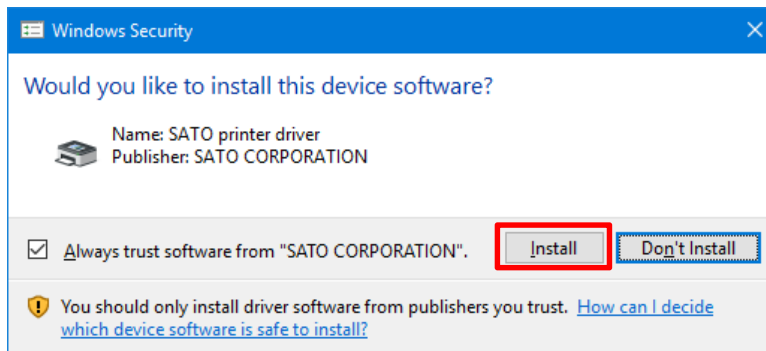 Windows Security
Would you like to install this device software?
Name: SATO printer driver
Publisher: SATO CORPORATION
Always trust software from "SATO CORPORATION". Install Don't Install
You should only install driver software from publishers you trust. How can I decide
which device software is safe to install?